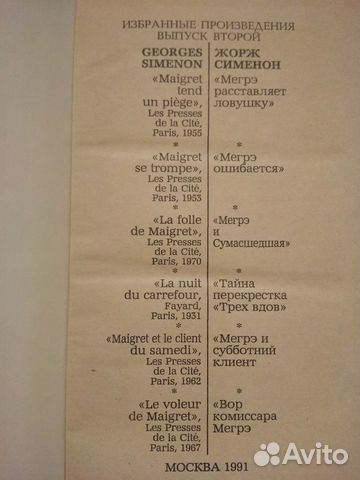 ИЗБРАННЫЕ ПРОИЗВЕДЕНИЯ
ВЫПУСК ВТОРОЙ
GEORGES
SIMENON
ЖОРЖ
СИМЕНОН
«Maigret
tend
un piège»,
Les Presses
de la Cité,
Paris, 1955
«Мегрэ
расставляет
ловушку»
*
*
«Maigret
se trompe»,
Les Presses
de la Cité,
Paris, 1953
«Мегрэ
ошибается»
*
*
«La folle
de Maigret»,
Les Presses
de la Cité,
Paris, 1970
«Мегрэ
и
Сумасшедшая»
*
*
«La nuit
du carrefour,
Fayard,
Paris, 1931
«Тайна
перекрестка
«Трех вдов»
*
*
«Maigret et le client
du samedi»,
Les Presses
de la Cité,
Paris, 1962
«Мегрэ и
субботний
клиент
*
*
«Le voleur
de Maigret»,
Les Presses
de la Cité,
Paris, 1967
«Вор
комиссара
Мегрэ
МОСКВА 1991
Avito